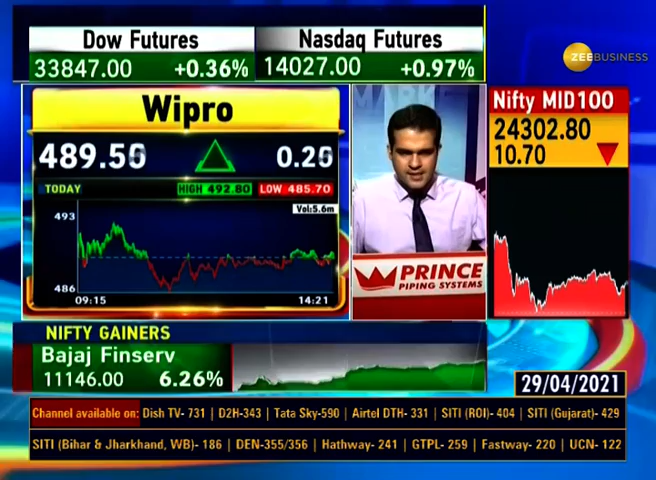 Dow Futures
33847.00 +0.36%
Nasdaq Futures
14027.00 +0.97%
ZEEBUSINESS
Wipro
489.50 0.20
TODAY HIGH 492.80 LOW 485.70
Vol:5.6m
493
486
09:15 14:21
MARKE
PRINCE
PIPING SYSTEMS
Nifty MID100
24302.80
10.70
NIFTY GAINERS
Bajaj Finserv
11146.00 6.26%
29/04/2021
Channel available on: Dish TV- 731 | D2H-343 | Tata Sky-590 | Airtel DTH- 331 | SITI (ROI)- 404 | SITI (Gujarat)- 429
SITI (Bihar & Jharkhand, WB)- 186 | DEN-355/356 | Hathway- 241 | GTPL- 259 | Fastway- 220 | UCN- 122